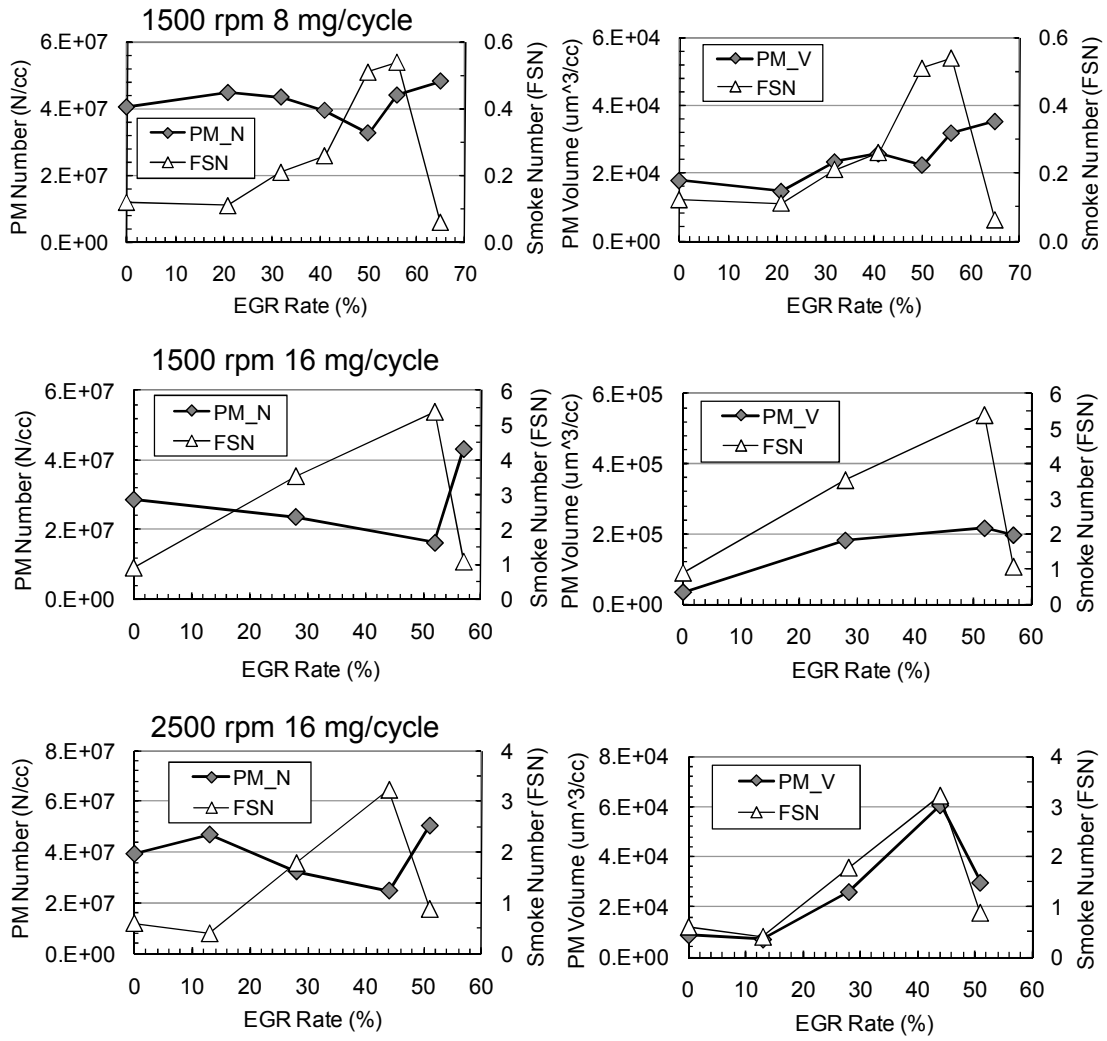 1500 rpm 8 mg/cycle
PM Number (N/cc)
6.E+07
4.E+07
2.E+07
0.E+00
PM_N
FSN
0.6
0.4
0.2
0.0
Smoke Number (FSN)
0 10 20 30 40 50 60 70
EGR Rate (%)
PM Volume (um^3/cc)
6.E+04
4.E+04
2.E+04
0.E+00
PM_V
FSN
0.6
0.4
0.2
0.0
Smoke Number (FSN)
0 10 20 30 40 50 60 70
EGR Rate (%)
1500 rpm 16 mg/cycle
PM Number (N/cc)
6.E+07
4.E+07
2.E+07
0.E+00
PM_N
FSN
6
5
4
3
2
1
0
Smoke Number (FSN)
0 10 20 30 40 50 60
EGR Rate (%)
PM Volume (um^3/cc)
6.E+05
4.E+05
2.E+05
0.E+00
PM_V
FSN
6
5
4
3
2
1
0
Smoke Number (FSN)
0 10 20 30 40 50 60
EGR Rate (%)
2500 rpm 16 mg/cycle
PM Number (N/cc)
8.E+07
6.E+07
4.E+07
2.E+07
0.E+00
PM_N
FSN
4
3
2
1
0
Smoke Number (FSN)
0 10 20 30 40 50 60
EGR Rate (%)
PM Volume (um^3/cc)
8.E+04
6.E+04
4.E+04
2.E+04
0.E+00
PM_V
FSN
4
3
2
1
0
Smoke Number (FSN)
0 10 20 30 40 50 60
EGR Rate (%)